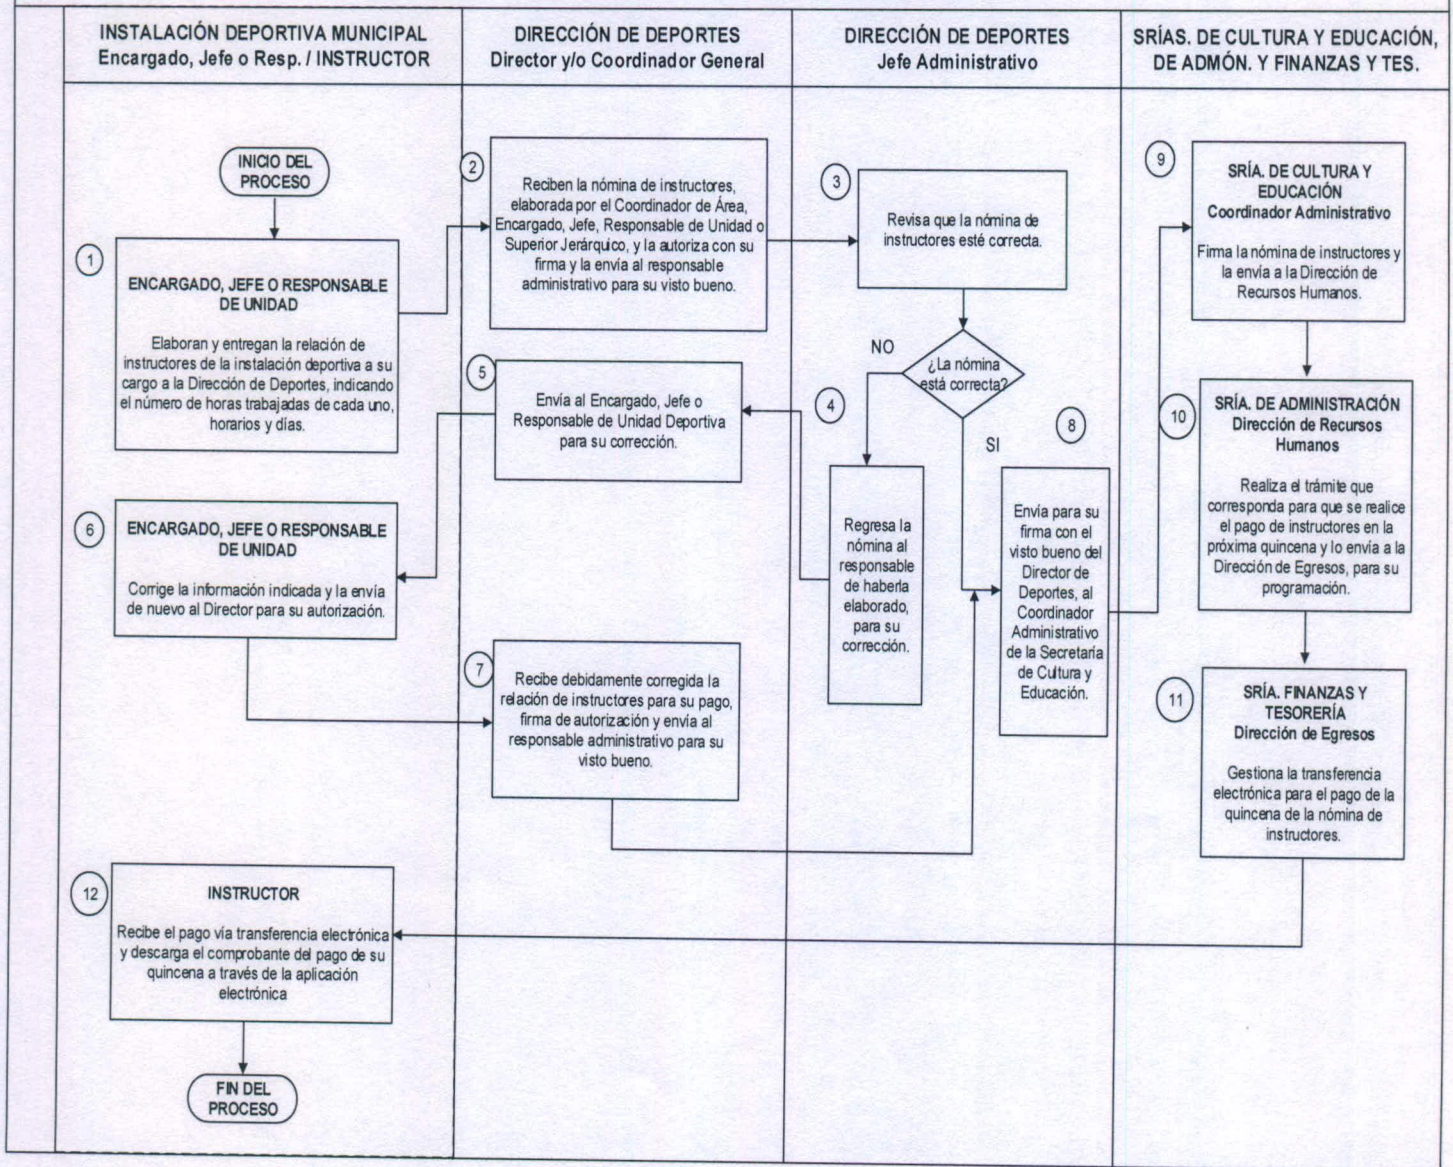 INSTALACIÓN DEPORTIVA MUNICIPAL
Encargado, Jefe o Resp. / INSTRUCTOR
DIRECCIÓN DE DEPORTES
Director y/o Coordinador General
DIRECCIÓN DE DEPORTES
Jefe Administrativo
SRÍAS. DE CULTURA Y EDUCACIÓN,
DE ADMÓN. Y FINANZAS Y TES.
INICIO DEL
PROCESO
1
ENCARGADO, JEFE O RESPONSABLE
DE UNIDAD
Elaboran y entregan la relación de
instructores de la instalación deportiva a su
cargo a la Dirección de Deportes, indicando
el número de horas trabajadas de cada uno,
horarios y días.
2
Reciben la nómina de instructores,
elaborada por el Coordinador de Área,
Encargado, Jefe, Responsable de Unidad o
Superior Jerárquico, y la autoriza con su
firma y la envía al responsable
administrativo para su visto bueno.
3
Revisa que la nómina de
instructores esté correcta.
¿La nómina
está correcta?
NO
SI
4
Regresa la
nómina al
responsable
de haberla
elaborado,
para su
corrección.
5
Envía al Encargado, Jefe o
Responsable de Unidad Deportiva
para su corrección.
6
ENCARGADO, JEFE O RESPONSABLE
DE UNIDAD
Corrige la información indicada y la envía
de nuevo al Director para su autorización.
7
Recibe debidamente corregida la
relación de instructores para su pago,
firma de autorización y envía al
responsable administrativo para su
visto bueno.
8
Envía para su
firma con el
visto bueno del
Director de
Deportes, al
Coordinador
Administrativo
de la Secretaría
de Cultura y
Educación.
9
SRÍA. DE CULTURA Y
EDUCACIÓN
Coordinador Administrativo
Firma la nómina de instructores y
la envía a la Dirección de
Recursos Humanos.
10
SRÍA. DE ADMINISTRACIÓN
Dirección de Recursos
Humanos
Realiza el trámite que
corresponda para que se realice
el pago de instructores en la
próxima quincena y lo envía a la
Dirección de Egresos, para su
programación.
11
SRÍA. FINANZAS Y
TESORERÍA
Dirección de Egresos
Gestiona la transferencia
electrónica para el pago de la
quincena de la nómina de
instructores.
12
INSTRUCTOR
Recibe el pago vía transferencia electrónica
y descarga el comprobante del pago de su
quincena a través de la aplicación
electrónica
FIN DEL
PROCESO